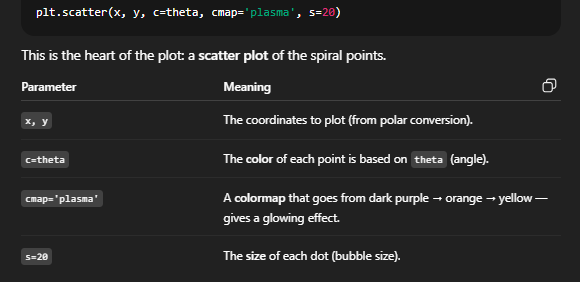 plt.scatter(x, y, c=theta, cmap='plasma', s=20)
This is the heart of the plot: a scatter plot of the spiral points.
Parameter Meaning
x, y The coordinates to plot (from polar conversion).
c=theta The color of each point is based on theta (angle).
cmap='plasma' A colormap that goes from dark purple → orange → yellow —
gives a glowing effect.
s=20 The size of each dot (bubble size).